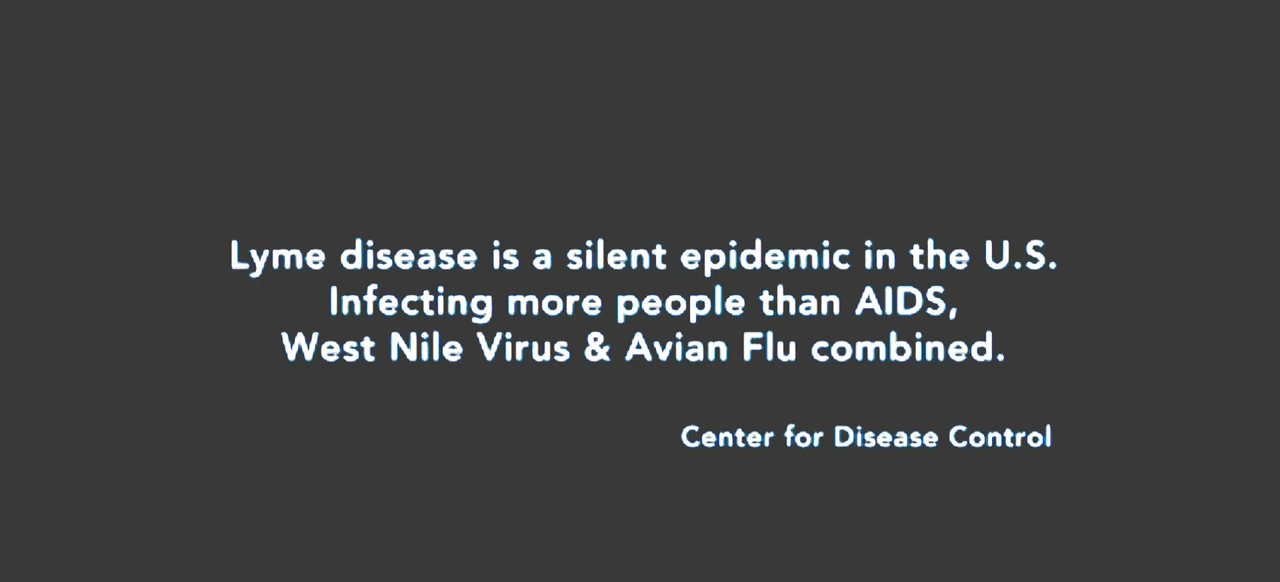 Lyme disease is a silent epidemic in the U.S.
Infecting more people than AIDS,
West Nile Virus & Avian Flu combined.
Center for Disease Control